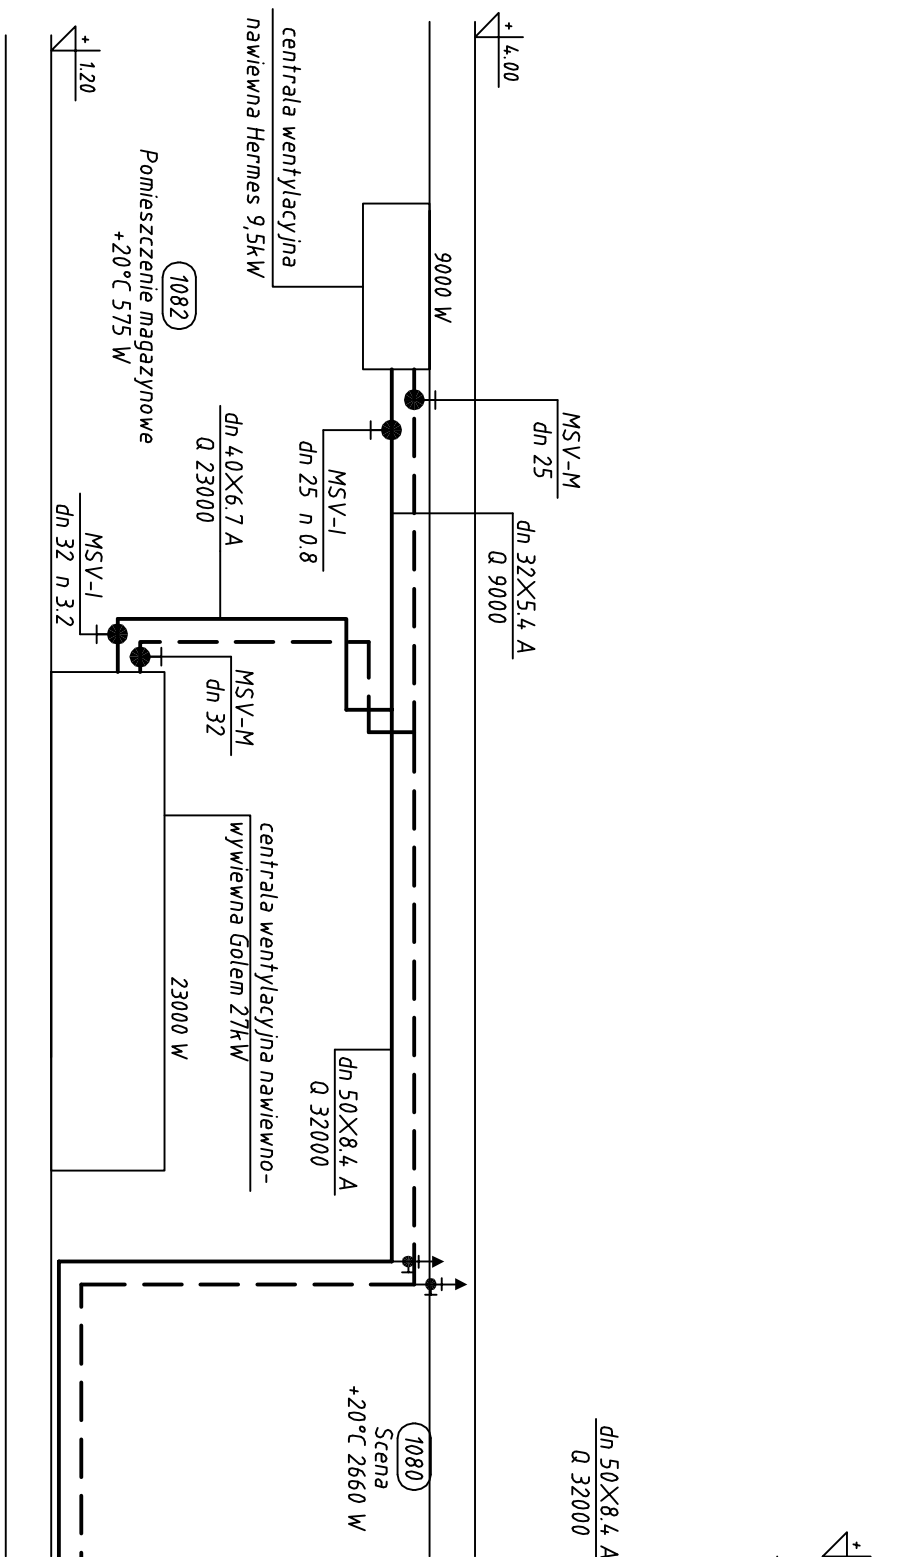 + 4.00
+ 1.20
centrala wentylacyjna
nawiewna Hermes 9,5kW
9000 W
1082
Pomieszczenie magazynowe
+20°C 575 W
MSV-M
dn 25
MSV-I
dn 25 n 0.8
dn 32X5.4 A
Q 9000
dn 40X6.7 A
Q 23000
MSV-I
dn 32 n 3.2
MSV-M
dn 32
centrala wentylacyjna nawiewno-
wywiewna Golem 27kW
23000 W
dn 50X8.4 A
Q 32000
1080
Scena
+20°C 2660 W
dn 50X8.4 A
Q 32000
+